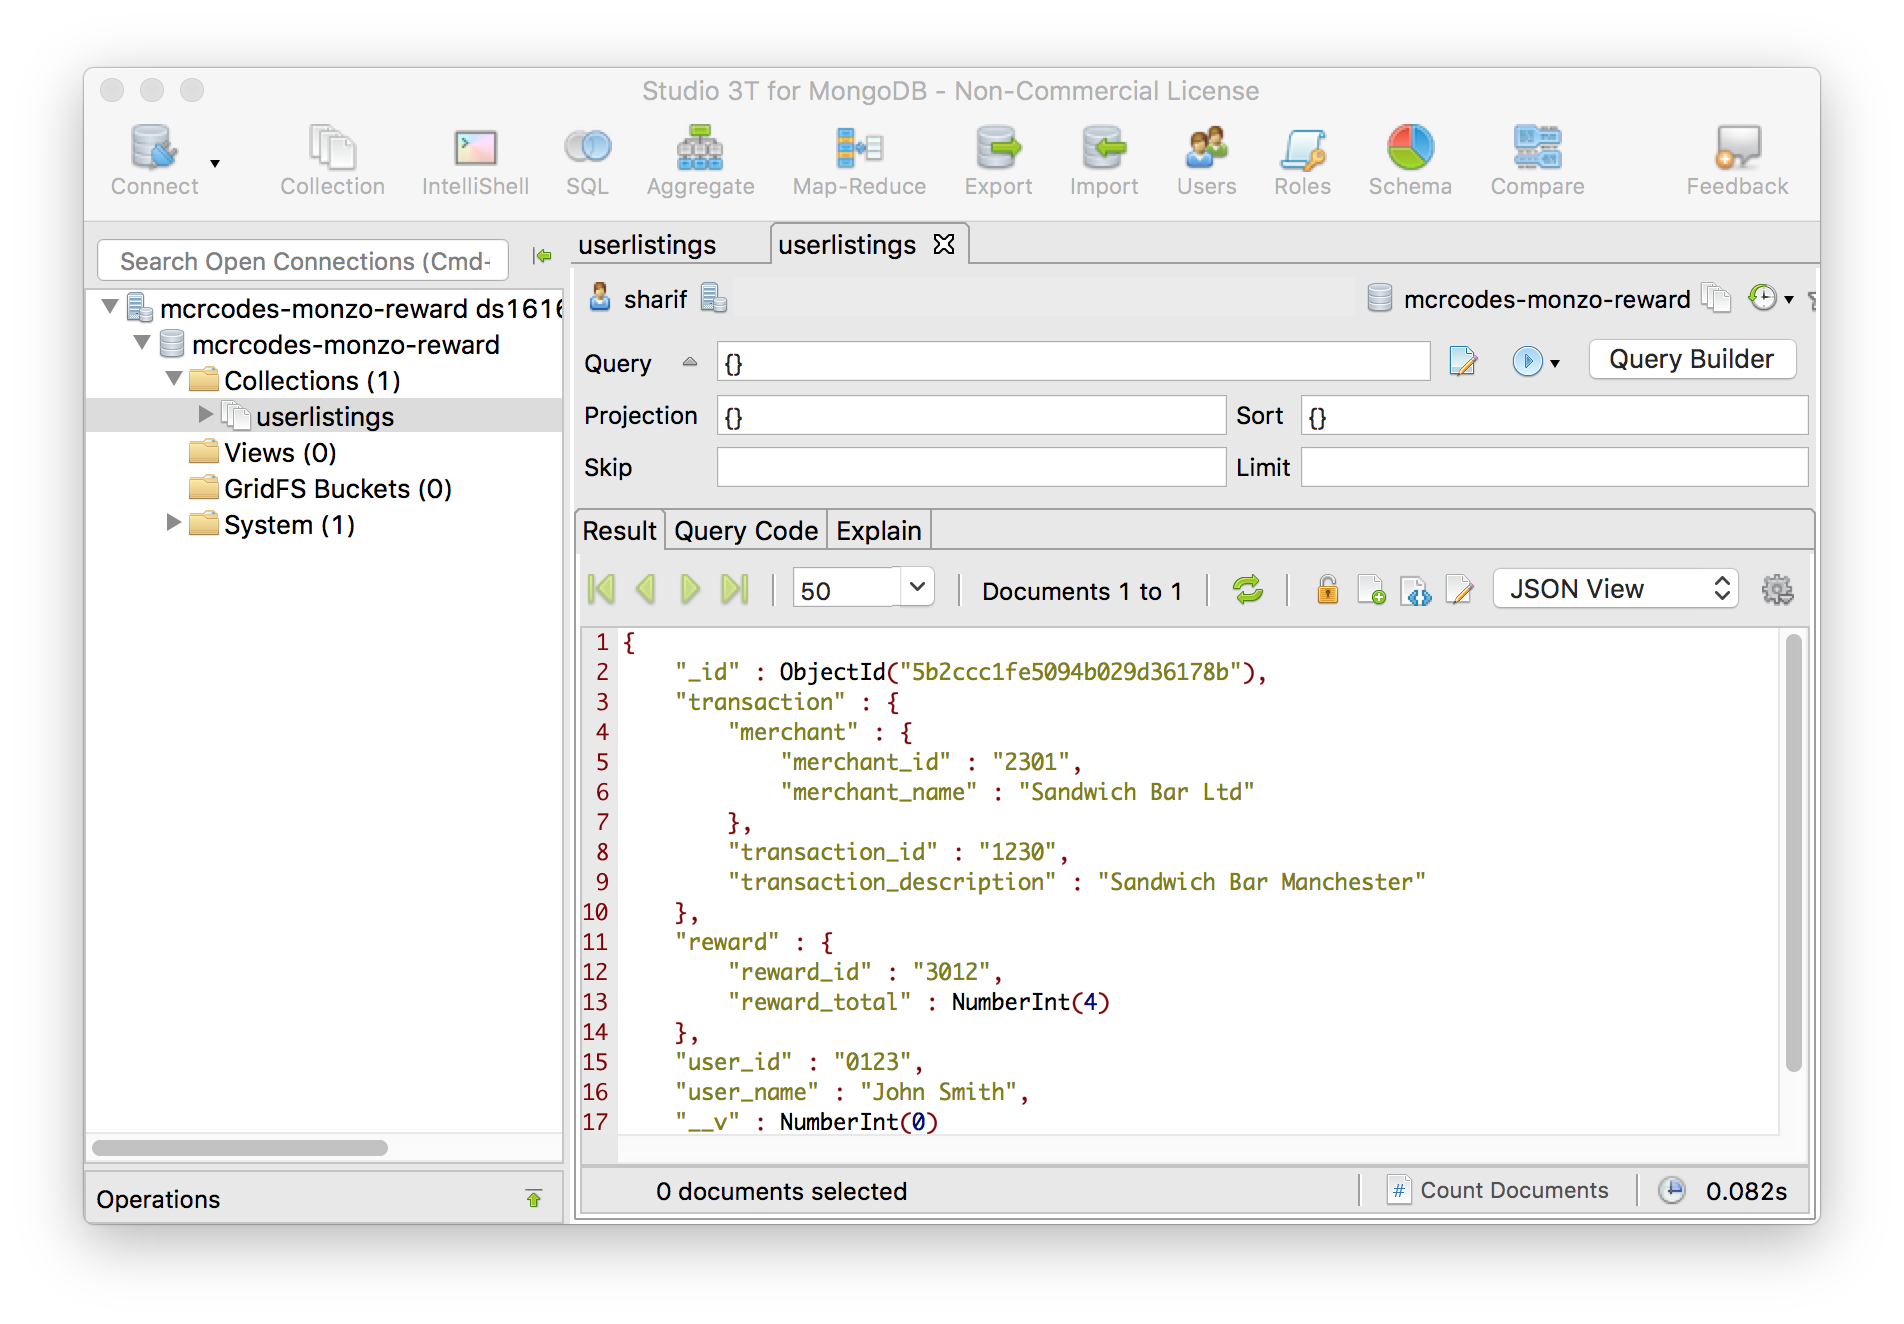 Studio 3T for MongoDB - Non-Commercial License
Connect Collection IntelliShell SQL Aggregate Map-Reduce Export Import Users Roles Schema Compare Feedback
Search Open Connections (Cmd-
mcrcodes-monzo-reward ds1616
mcrcodes-monzo-reward
Collections (1)
userlistings
Views (0)
GridFS Buckets (0)
System (1)
Operations
userlistings userlistings
sharif mcrcodes-monzo-reward
Query {} Query Builder
Projection {} Sort {}
Skip Limit
Result Query Code Explain
50 Documents 1 to 1 JSON View
1 {
2 "_id" : ObjectId("5b2ccc1fe5094b029d36178b"),
3 "transaction" : {
4 "merchant" : {
5 "merchant_id" : "2301",
6 "merchant_name" : "Sandwich Bar Ltd"
7 },
8 "transaction_id" : "1230",
9 "transaction_description" : "Sandwich Bar Manchester"
10 },
11 "reward" : {
12 "reward_id" : "3012",
13 "reward_total" : NumberInt(4)
14 },
15 "user_id" : "0123",
16 "user_name" : "John Smith",
17 "__v" : NumberInt(0)
0 documents selected # Count Documents 0.082s